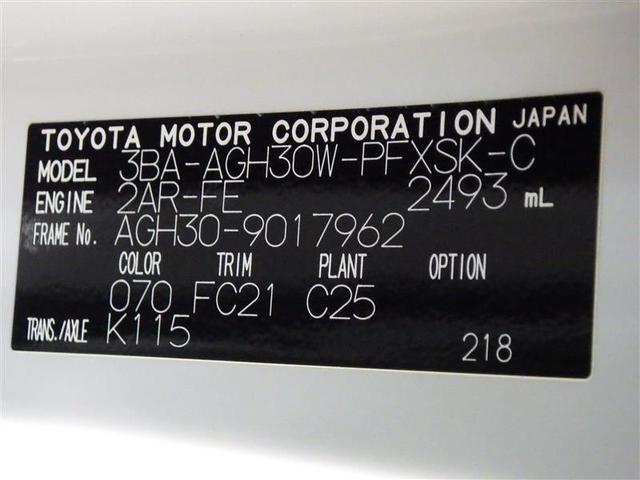 TOYOTA MOTOR CORPORATION JAPAN
MODEL 3BA-AGH30W-PFXSK-C
ENGINE 2AR-FE 2493 mL
FRAME No. AGH30-9017962
COLOR TRIM PLANT OPTION
070 FC21 C25
TRANS./AXLE K115
218